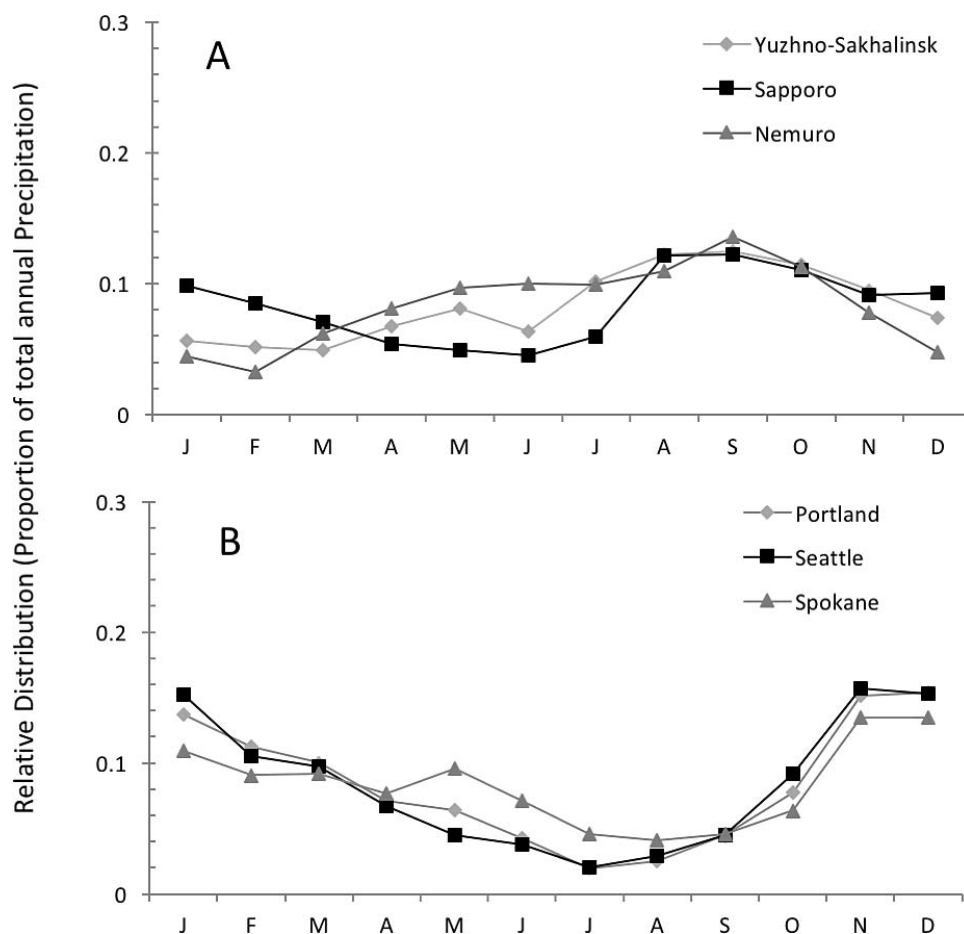 Relative Distribution (Proportion of total annual Precipitation)
A
0.3
0.2
0.1
0
Yuzhno-Sakhalinsk
Sapporo
Nemuro
J F M A M J J A S O N D
B
0.3
0.2
0.1
0
Portland
Seattle
Spokane
J F M A M J J A S O N D